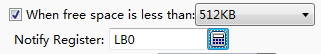 When free space is less than: 512KB
Notify Register: LB0